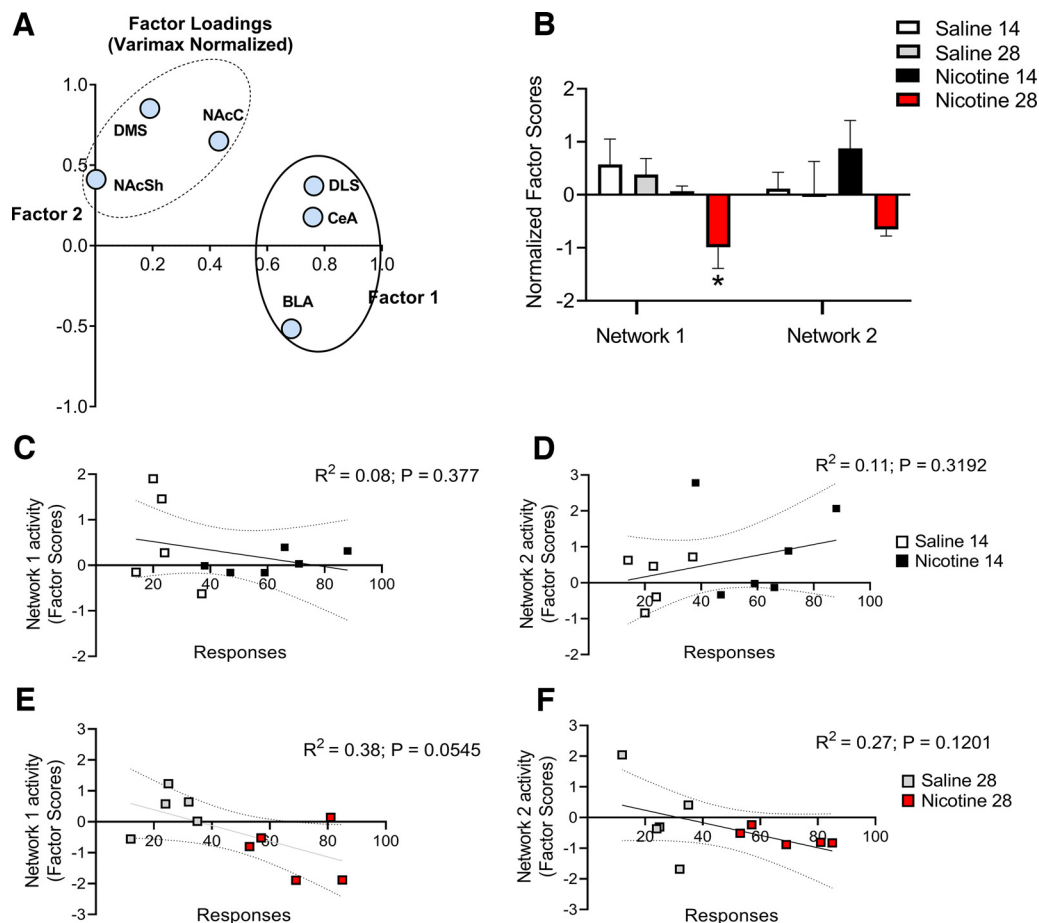 A
Factor Loadings
(Varimax Normalized)
1.0
DMS
NAcC
0.5
NAcSh
DLS
Factor 2
CeA
0.0
0.2
0.4
0.6
0.8
1.0
BLA
Factor 1
-0.5
-1.0
B
Saline 14
Saline 28
Nicotine 14
Nicotine 28
Normalized Factor Scores
2
1
0
-1
-2
*
Network 1
Network 2
C
R2 = 0.08; P = 0.377
Network 1 activity
(Factor Scores)
2
1
0
-1
-2
20
40
60
80
100
Responses
D
R2 = 0.11; P = 0.3192
Network 2 activity
(Factor Scores)
3
2
1
0
-1
-2
20
40
60
80
100
Responses
Saline 14
Nicotine 14
E
R2 = 0.38; P = 0.0545
Network 1 activity
(Factor Scores)
3
2
1
0
-1
-2
-3
20
40
60
80
100
Responses
F
R2 = 0.27; P = 0.1201
Network 2 activity
(Factor Scores)
3
2
1
0
-1
-2
-3
20
40
60
80
100
Responses
Saline 28
Nicotine 28